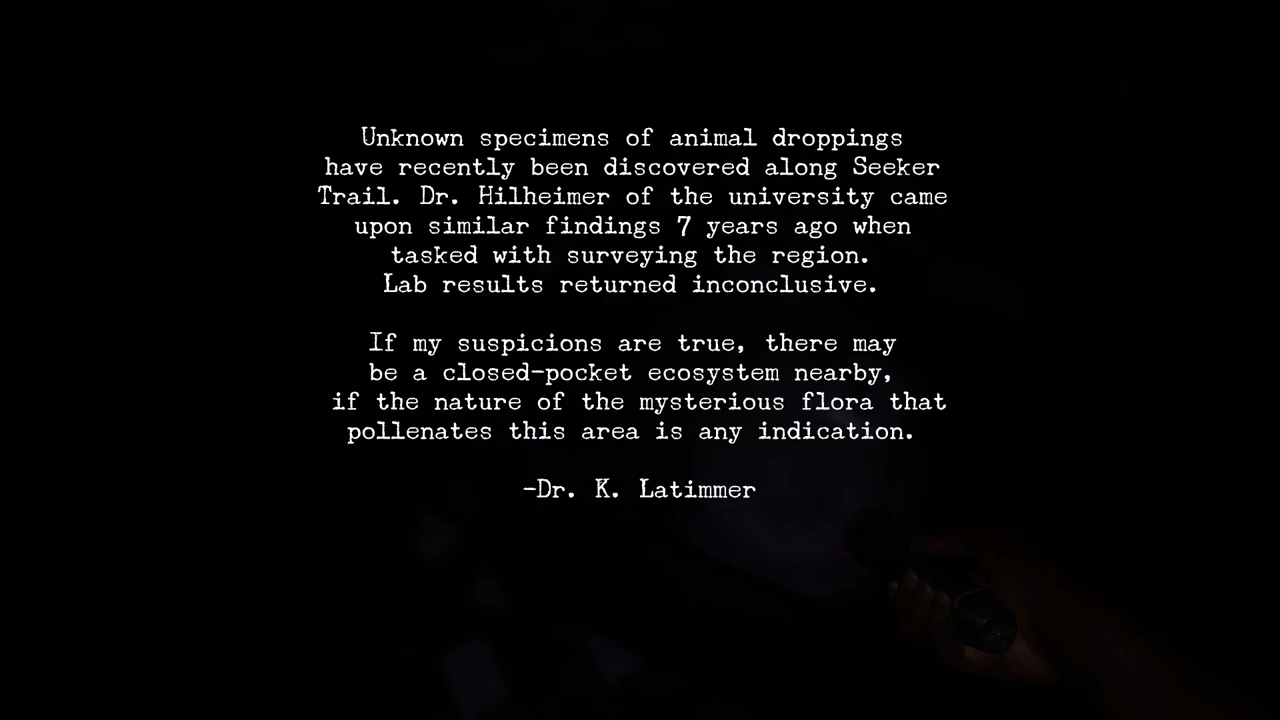 Unknown specimens of animal droppings
have recently been discovered along Seeker
Trail. Dr. Hilheimer of the university came
upon similar findings 7 years ago when
tasked with surveying the region.
Lab results returned inconclusive.
If my suspicions are true, there may
be a closed-pocket ecosystem nearby,
if the nature of the mysterious flora that
pollenates this area is any indication.
-Dr. K. Latimmer